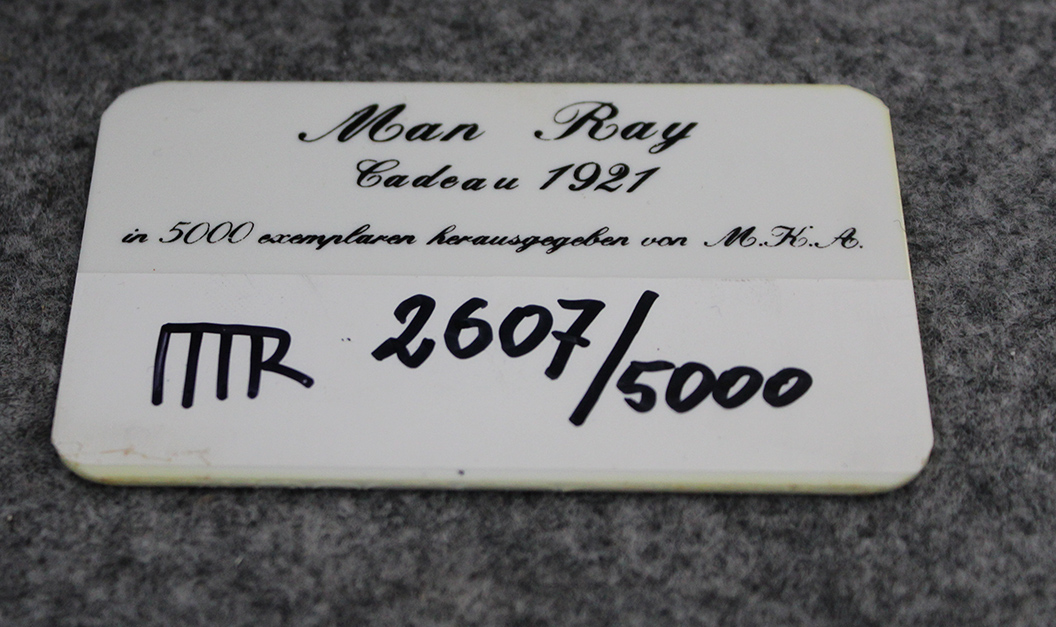 Man Ray
Cadeau 1921
in 5000 exemplaren herausgegeben von M.K.A.
MR 2607/5000